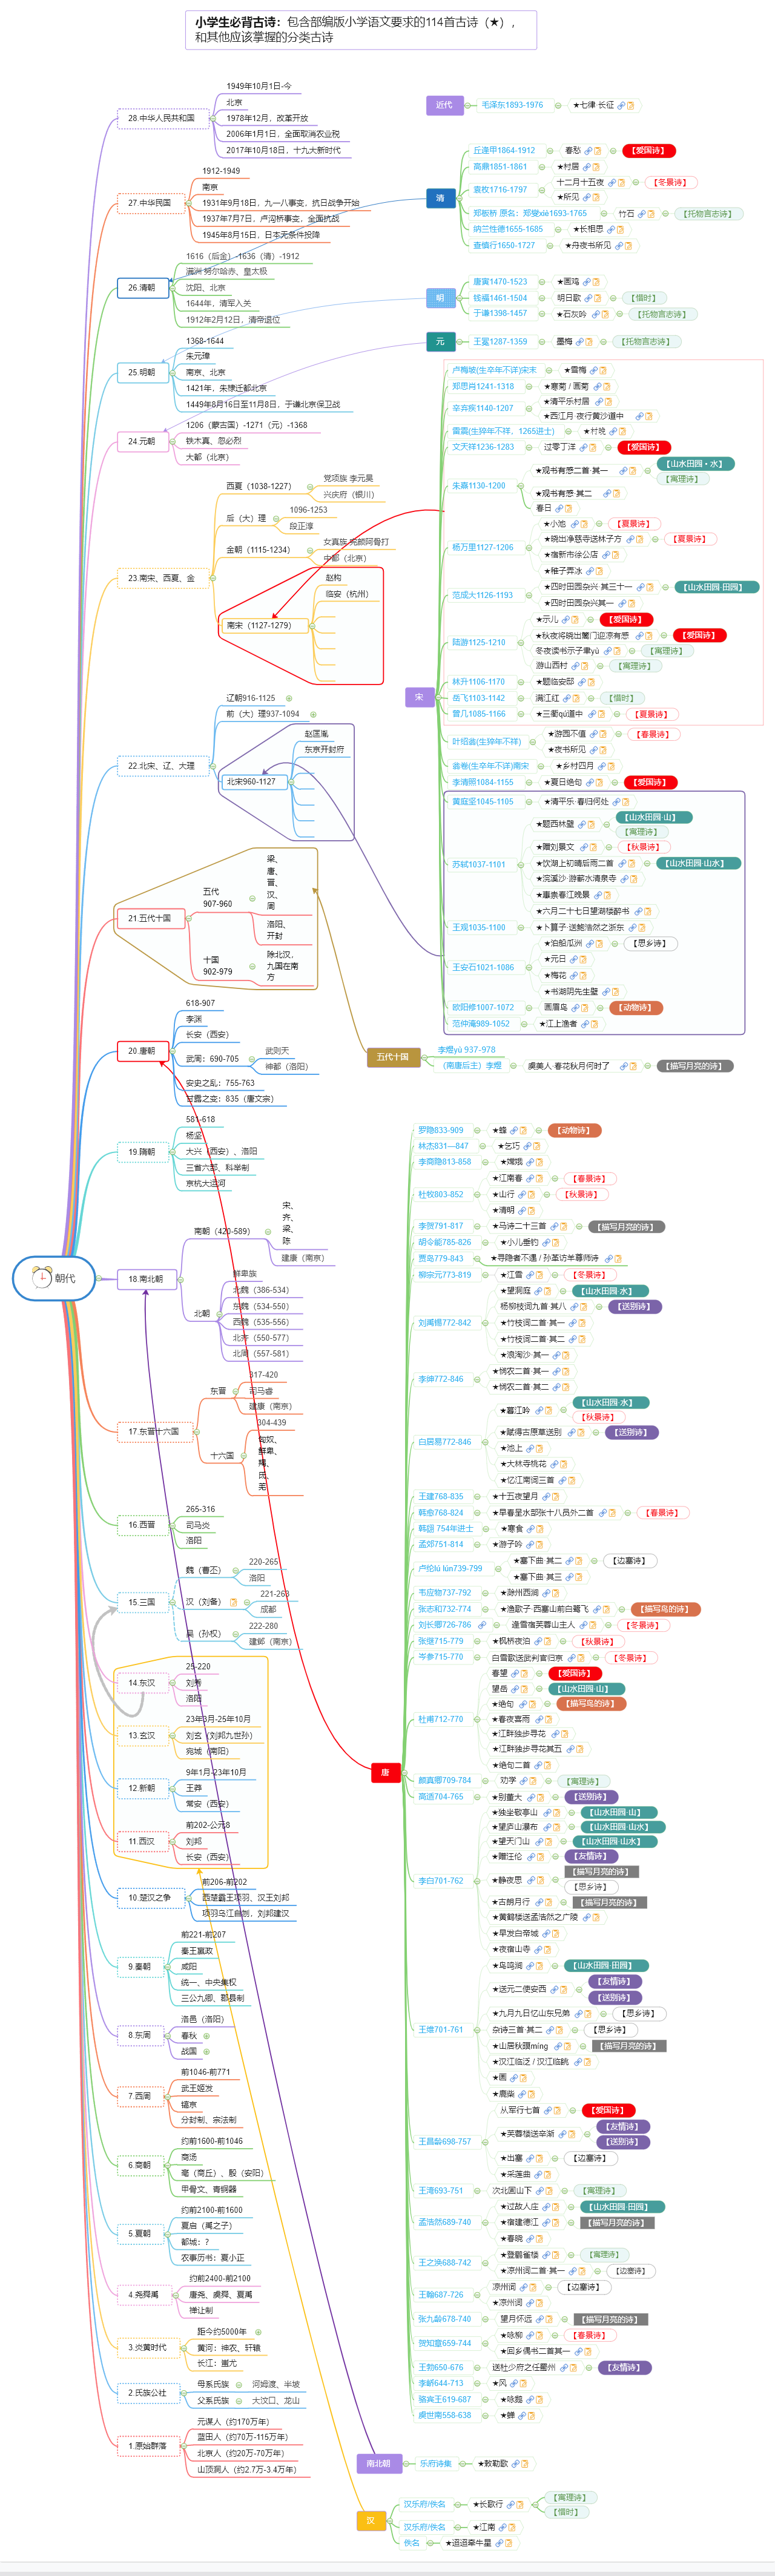 小学生必背古诗：包含部编版小学语文要求的114首古诗（★），
和其他应该掌握的分类古诗
朝代
28.中华人民共和国
1949年10月1日-今
北京
1978年12月，改革开放
2006年1月1日，全面取消农业税
2017年10月18日，十九大新时代
27.中华民国
1912-1949
南京
1931年9月18日，九一八事变，抗日战争开始
1937年7月7日，卢沟桥事变，全面抗战
1945年8月15日，日本无条件投降
26.清朝
1616（后金）-1636（清）-1912
满洲 努尔哈赤、皇太极
沈阳、北京
1644年，清军入关
1912年2月12日，清帝退位
25.明朝
1368-1644
朱元璋
南京、北京
1421年，朱棣迁都北京
1449年8月16日至11月8日，于谦北京保卫战
24.元朝
1206（蒙古国）-1271（元）-1368
铁木真、忽必烈
大都（北京）
23.南宋、西夏、金
西夏（1038-1227）
党项族 李元昊
兴庆府（银川）
后（大）理
1096-1253
段正淳
金朝（1115-1234）
女真族 完颜阿骨打
中都（北京）
南宋（1127-1279）
赵构
临安（杭州）
22.北宋、辽、大理
辽朝916-1125
前（大）理937-1094
北宋960-1127
赵匡胤
东京开封府
21.五代十国
五代
907-960
梁、
唐、
晋、
汉、
周
洛阳、
开封
十国
902-979
除北汉，
九国在南
方
20.唐朝
618-907
李渊
长安（西安）
武周：690-705
武则天
神都（洛阳）
安史之乱：755-763
甘露之变：835（唐文宗）
19.隋朝
581-618
杨坚
大兴（西安）、洛阳
三省六部、科举制
京杭大运河
18.南北朝
南朝（420-589）
宋、
齐、
梁、
陈
建康（南京）
北朝
鲜卑族
北魏（386-534）
东魏（534-550）
西魏（535-556）
北齐（550-577）
北周（557-581）
17.东晋十六国
东晋
317-420
司马睿
建康（南京）
十六国
304-439
匈奴、
鲜卑、
羯、
氐、
羌
16.西晋
265-316
司马炎
洛阳
15.三国
魏（曹丕）
220-265
洛阳
汉（刘备）
221-263
成都
吴（孙权）
222-280
建邺（南京）
14.东汉
25-220
刘秀
洛阳
13.玄汉
23年3月-25年10月
刘玄（刘邦九世孙）
宛城（南阳）
12.新朝
9年1月-23年10月
王莽
常安（西安）
11.西汉
前202-公元8
刘邦
长安（西安）
10.楚汉之争
前206-前202
西楚霸王项羽、汉王刘邦
项羽乌江自刎，刘邦建汉
9.秦朝
前221-前207
秦王嬴政
咸阳
统一、中央集权
三公九卿、郡县制
8.东周
洛邑（洛阳）
春秋
战国
7.西周
前1046-前771
武王姬发
镐京
分封制、宗法制
6.商朝
约前1600-前1046
商汤
亳（商丘）、殷（安阳）
甲骨文、青铜器
5.夏朝
约前2100-前1600
夏启（禹之子）
都城：？
农事历书：夏小正
4.尧舜禹
约前2400-前2100
唐尧、虞舜、夏禹
禅让制
3.炎黄时代
距今约5000年
黄河：神农、轩辕
长江：蚩尤
2.氏族公社
母系氏族
河姆渡、半坡
父系氏族
大汶口、龙山
1.原始群落
元谋人（约170万年）
蓝田人（约70万-115万年）
北京人（约20万-70万年）
山顶洞人（约2.7万-3.4万年）
近代
毛泽东1893-1976
★七律·长征
清
丘逢甲1864-1912
春愁
【爱国诗】
高鼎1851-1861
★村居
袁枚1716-1797
十二月十五夜
【冬景诗】
★所见
郑板桥 原名：郑燮xiè1693-1765
竹石
【托物言志诗】
纳兰性德1655-1685
★长相思
查慎行1650-1727
★舟夜书所见
明
唐寅1470-1523
★画鸡
钱福1461-1504
明日歌
【惜时】
于谦1398-1457
★石灰吟
【托物言志诗】
元
王冕1287-1359
墨梅
【托物言志诗】
宋
卢梅坡(生卒年不详)宋末
★雪梅
郑思肖1241-1318
★寒菊 / 画菊
辛弃疾1140-1207
★清平乐村居
★西江月·夜行黄沙道中
雷震(生猝年不祥，1265进士)
★村晚
文天祥1236-1283
过零丁洋
【爱国诗】
朱熹1130-1200
★观书有感二首·其一
【山水田园·水】
【寓理诗】
★观书有感·其二
春日
杨万里1127-1206
★小池
【夏景诗】
★晓出净慈寺送林子方
【夏景诗】
★宿新市徐公店
★稚子弄冰
范成大1126-1193
★四时田园杂兴·其三十一
【山水田园·田园】
★四时田园杂兴其一
陆游1125-1210
★示儿
【爱国诗】
★秋夜将晓出篱门迎凉有感
【爱国诗】
冬夜读书示子聿yù
【寓理诗】
游山西村
【寓理诗】
林升1106-1170
★题临安邸
岳飞1103-1142
满江红
【惜时】
曾几1085-1166
★三衢qú道中
【夏景诗】
叶绍翁(生猝年不祥)
★游园不值
【春景诗】
★夜书所见
翁卷(生卒年不详)南宋
★乡村四月
李清照1084-1155
★夏日绝句
【爱国诗】
黄庭坚1045-1105
★清平乐·春归何处
苏轼1037-1101
★题西林壁
【山水田园·山】
【寓理诗】
★赠刘景文
【秋景诗】
★饮湖上初晴后雨二首
【山水田园·山水】
★浣溪沙·游蕲水清泉寺
★惠崇春江晚景
★六月二十七日望湖楼醉书
王观1035-1100
★卜算子·送鲍浩然之浙东
王安石1021-1086
★泊船瓜洲
【思乡诗】
★元日
★梅花
★书湖阴先生壁
欧阳修1007-1072
画眉鸟
【动物诗】
范仲淹989-1052
★江上渔者
五代十国
李煜yù 937–978
（南唐后主）李煜
虞美人·春花秋月何时了
【描写月亮的诗】
唐
罗隐833-909
★蜂
【动物诗】
林杰831—847
★乞巧
李商隐813-858
★嫦娥
杜牧803-852
★江南春
【春景诗】
★山行
【秋景诗】
★清明
李贺791-817
★马诗二十三首
【描写月亮的诗】
胡令能785-826
★小儿垂钓
贾岛779-843
★寻隐者不遇 / 孙革访羊尊师诗
柳宗元773-819
★江雪
【冬景诗】
刘禹锡772-842
★望洞庭
【山水田园·水】
杨柳枝词九首·其八
【送别诗】
★竹枝词二首·其一
★竹枝词二首·其二
★浪淘沙·其一
李绅772-846
★悯农二首·其一
★悯农二首·其二
白居易772-846
★暮江吟
【山水田园·水】
【秋景诗】
★赋得古原草送别
【送别诗】
★池上
★大林寺桃花
★忆江南词三首
王建768-835
★十五夜望月
韩愈768-824
★早春呈水部张十八员外二首
【春景诗】
韩翃 754年进士
★寒食
孟郊751-814
★游子吟
卢纶lú lún739-799
★塞下曲·其二
【边塞诗】
★塞下曲·其三
韦应物737-792
★滁州西涧
张志和732-774
★渔歌子·西塞山前白鹭飞
【描写鸟的诗】
刘长卿726-786
逢雪宿芙蓉山主人
【冬景诗】
张继715-779
★枫桥夜泊
【秋景诗】
岑参715-770
白雪歌送武判官归京
【冬景诗】
杜甫712-770
春望
【爱国诗】
望岳
【山水田园·山】
★绝句
【描写鸟的诗】
★春夜喜雨
★江畔独步寻花
★江畔独步寻花其五
★绝句二首
颜真卿709-784
劝学
【寓理诗】
高适704-765
★别董大
【送别诗】
李白701-762
★独坐敬亭山
【山水田园·山】
★望庐山瀑布
【山水田园·山水】
★望天门山
【山水田园·山水】
★赠汪伦
【友情诗】
★静夜思
【描写月亮的诗】
【思乡诗】
★古朗月行
【描写月亮的诗】
★黄鹤楼送孟浩然之广陵
★早发白帝城
★夜宿山寺
王维701-761
★鸟鸣涧
【山水田园·田园】
★送元二使安西
【友情诗】
【送别诗】
★九月九日忆山东兄弟
【思乡诗】
杂诗三首·其二
【思乡诗】
★山居秋暝míng
【描写月亮的诗】
★汉江临泛 / 汉江临眺
★画
★鹿柴
王昌龄698-757
从军行七首
【爱国诗】
★芙蓉楼送辛渐
【友情诗】
【送别诗】
★出塞
【边塞诗】
★采莲曲
王湾693-751
次北固山下
【寓理诗】
孟浩然689-740
★过故人庄
【山水田园·田园】
★宿建德江
【描写月亮的诗】
★春晓
王之涣688-742
★登鹳雀楼
【寓理诗】
★凉州词二首·其一
【边塞诗】
王翰687-726
凉州词
【边塞诗】
★凉州词
张九龄678-740
望月怀远
【描写月亮的诗】
贺知章659-744
★咏柳
【春景诗】
★回乡偶书二首其一
王勃650-676
送杜少府之任蜀州
【友情诗】
李峤644-713
★风
骆宾王619-687
★咏鹅
虞世南558-638
★蝉
南北朝
乐府诗集
★敕勒歌
汉
汉乐府/佚名
★长歌行
【寓理诗】
【惜时】
汉乐府/佚名
★江南
佚名
★迢迢牵牛星